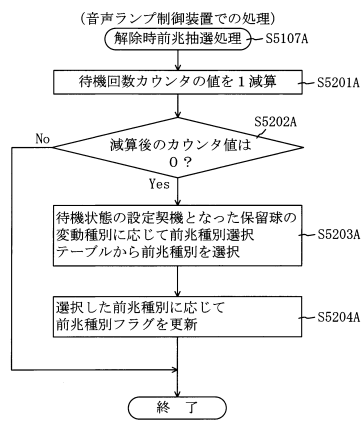 (音声ランプ制御装置での処理)
解除時前兆抽選処理
S5107A
待機回数カウンタの値を1減算
S5201A
S5202A
No
減算後のカウンタ値は
0?
Yes
待機状態の設定契機となった保留球の
変動種別に応じて前兆種別選択
テーブルから前兆種別を選択
S5203A
選択した前兆種別に応じて
前兆種別フラグを更新
S5204A
終了